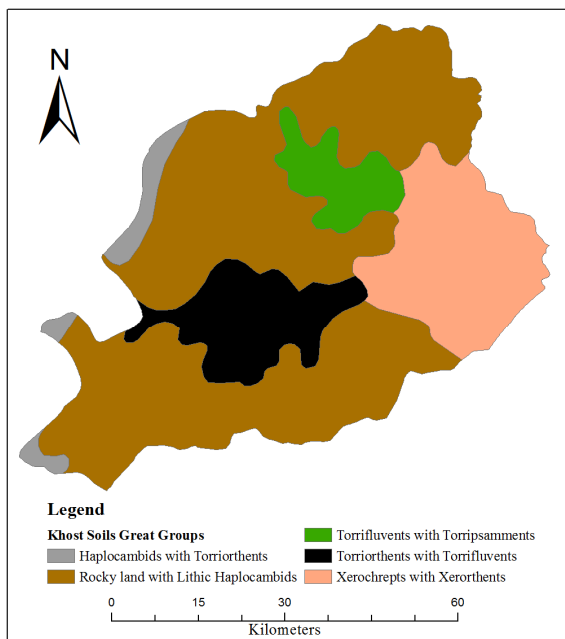 N
Legend
Khost Soils Great Groups
Haplocambids with Torriorthents
Rocky land with Lithic Haplocambids
Torrifluvents with Torripsamments
Torriorthents with Torrifluvents
Xerochrepts with Xerorthents
0 15 30 60
Kilometers